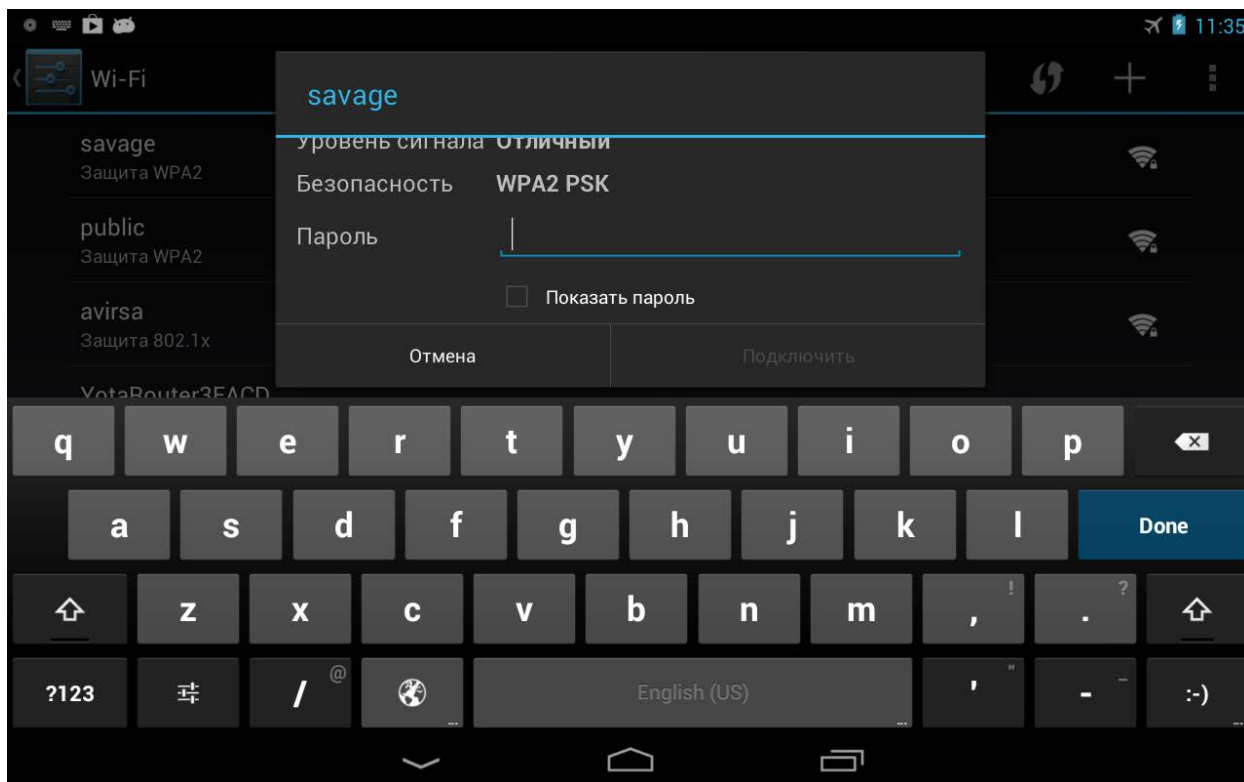 11:35
Wi-Fi
savage
Уровень сигнала Отличный
Безопасность WPA2 PSK
Пароль
Показать пароль
Отмена Подключить
savage
Защита WPA2
public
Защита WPA2
avirsa
Защита 802.1x
YotaRouter3FACD
q w e r t y u i o p
a s d f g h j k l Done
z x c v b n m , ! . ?
?123 / @ English (US) ' " - _ :-)